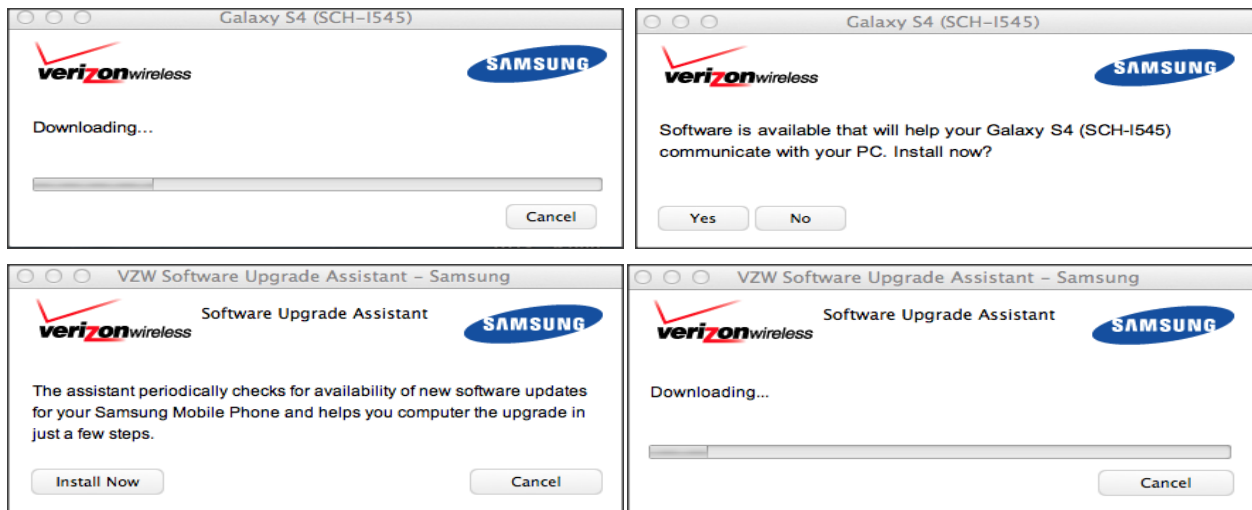 Galaxy S4 (SCH-I545)
verizonwireless
SAMSUNG
Downloading...
Cancel
Galaxy S4 (SCH-I545)
verizonwireless
SAMSUNG
Software is available that will help your Galaxy S4 (SCH-I545)
communicate with your PC. Install now?
Yes
No
VZW Software Upgrade Assistant - Samsung
verizonwireless
Software Upgrade Assistant
SAMSUNG
The assistant periodically checks for availability of new software updates
for your Samsung Mobile Phone and helps you computer the upgrade in
just a few steps.
Install Now
Cancel
VZW Software Upgrade Assistant - Samsung
verizonwireless
Software Upgrade Assistant
SAMSUNG
Downloading...
Cancel